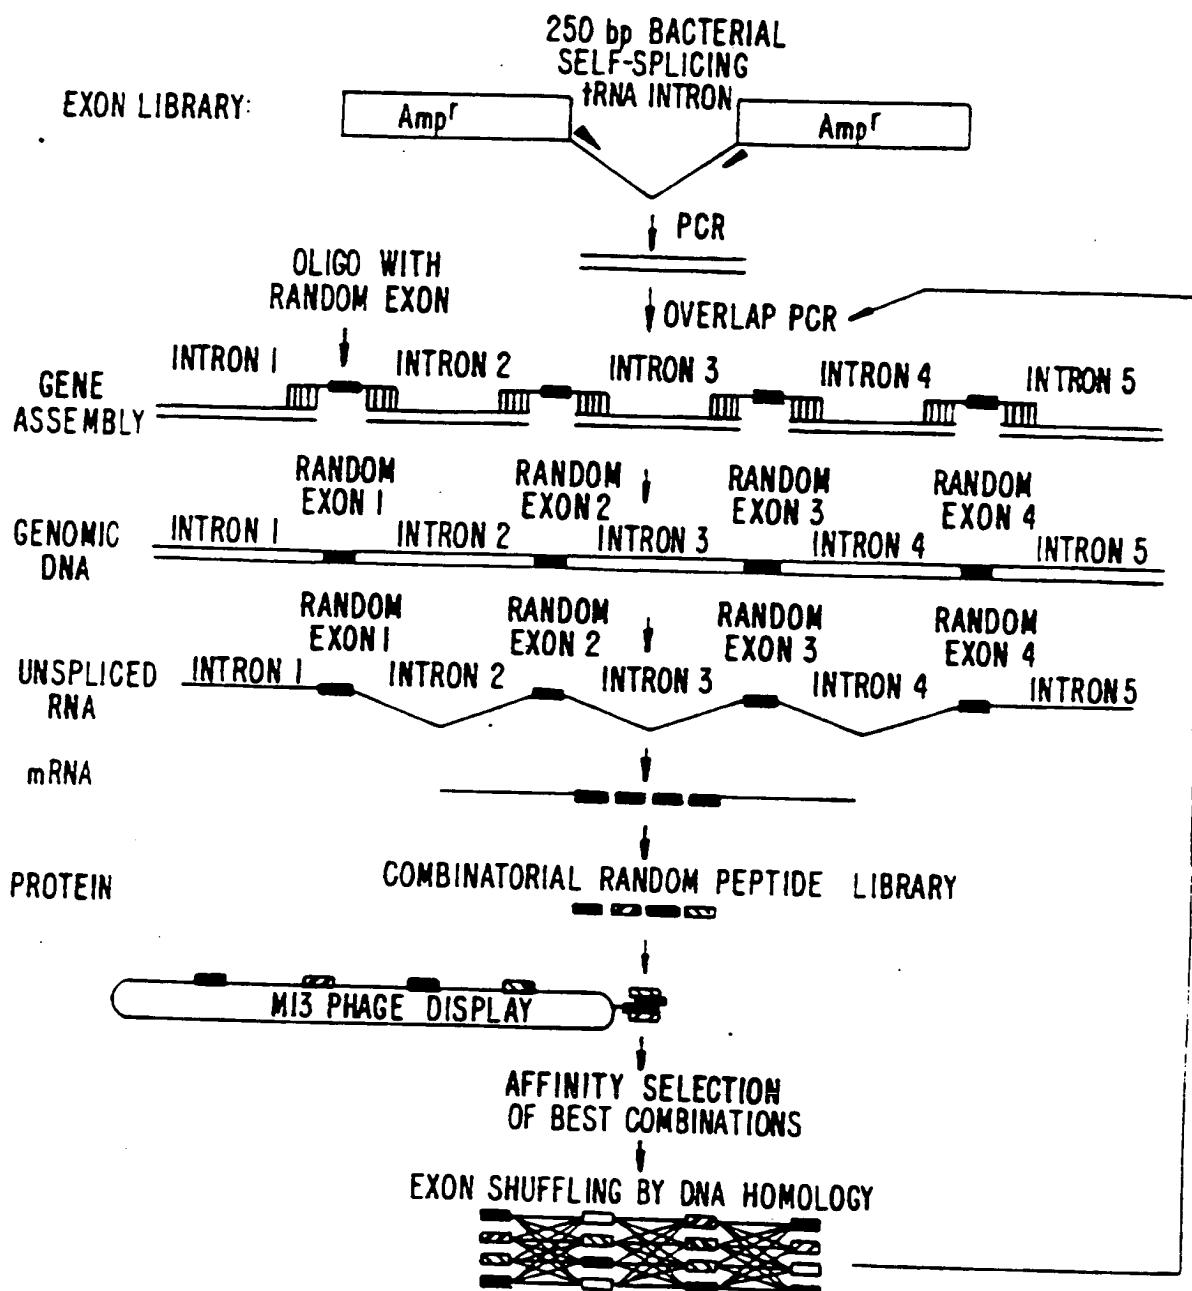 250 bp BACTERIAL
SELF-SPLICING
tRNA INTRON
EXON LIBRARY:
Ampʳ
Ampʳ
PCR
OLIGO WITH
RANDOM EXON
OVERLAP PCR
INTRON 1
INTRON 2
INTRON 3
INTRON 4
INTRON 5
GENE
ASSEMBLY
RANDOM
EXON 1
RANDOM
EXON 2
RANDOM
EXON 3
RANDOM
EXON 4
GENOMIC
DNA
INTRON 1
INTRON 2
INTRON 3
INTRON 4
INTRON 5
RANDOM
EXON 1
RANDOM
EXON 2
RANDOM
EXON 3
RANDOM
EXON 4
UNSPLICED
RNA
INTRON 1
INTRON 2
INTRON 3
INTRON 4
INTRON 5
mRNA
PROTEIN
COMBINATORIAL RANDOM PEPTIDE LIBRARY
M13 PHAGE DISPLAY
AFFINITY SELECTION
OF BEST COMBINATIONS
EXON SHUFFLING BY DNA HOMOLOGY